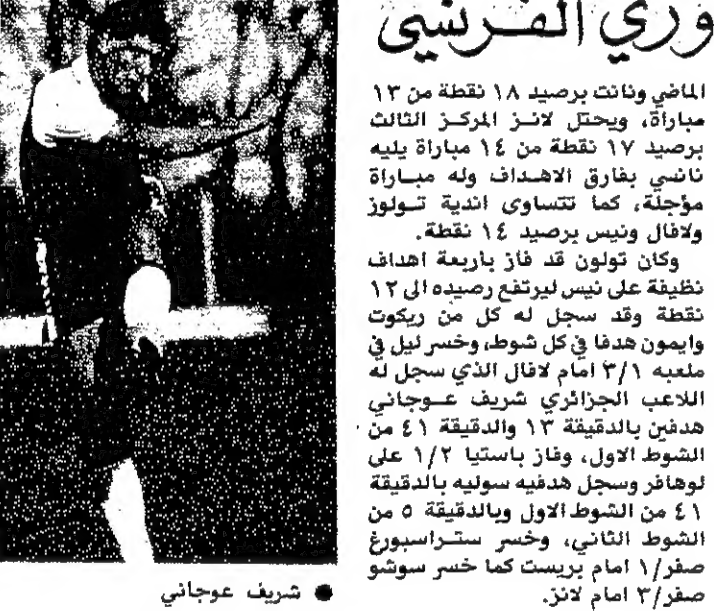 وري الفرنسي
الماضي ونانت برصيد ١٨ نقطة من ١٣
مباراة، ويحتل لانز المركز الثالث
برصيد ١٧ نقطة من ١٤ مباراة يليه
نانسي بفارق الاهداف وله مباراة
مؤجلة، كما تتساوى اندية تولوز
ولافال ونيس برصيد ١٤ نقطة.
وكان تولون قد فاز باربعة اهداف
نظيفة على نيس ليرتفع رصيده الى ١٢
نقطة وقد سجل له كل من ريكوت
وايمون هدفا في كل شوط، وخسر ليل في
ملعبه ٣/١ امام لافال الذي سجل له
اللاعب الجزائري شريف عوجاني
هدفين بالدقيقة ١٣ والدقيقة ٤١ من
الشوط الاول، وفاز باستيا ١/٢ على
لوهافر وسجل هدفيه سوليه بالدقيقة
٤١ من الشوط الاول وبالدقيقة ٥ من
الشوط الثاني، وخسر ستراسبورغ
صفر/١ امام بريست كما خسر سوشو
صفر/٣ امام لانز.
● شريف عوجاني